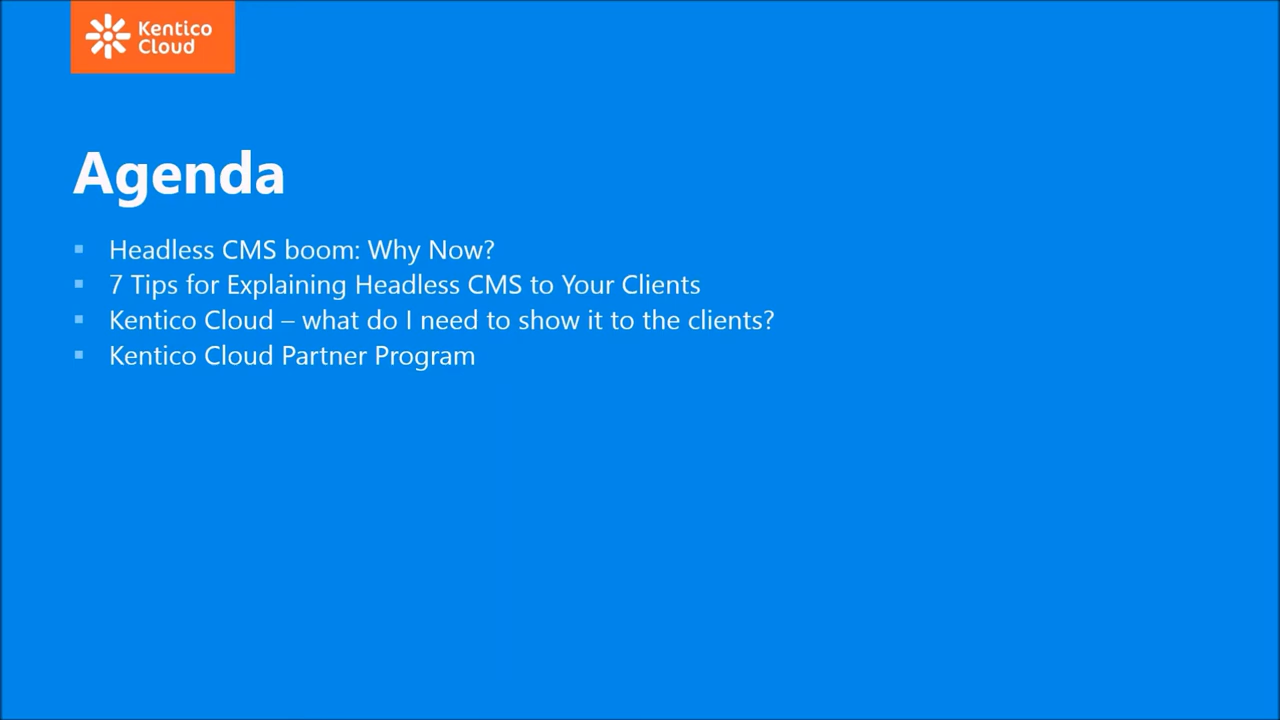 Kentico
Cloud
Agenda
Headless CMS boom: Why Now?
7 Tips for Explaining Headless CMS to Your Clients
Kentico Cloud – what do I need to show it to the clients?
Kentico Cloud Partner Program